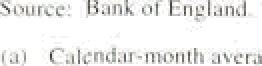 Source: Bank of England.
(a) Calendar-month avera